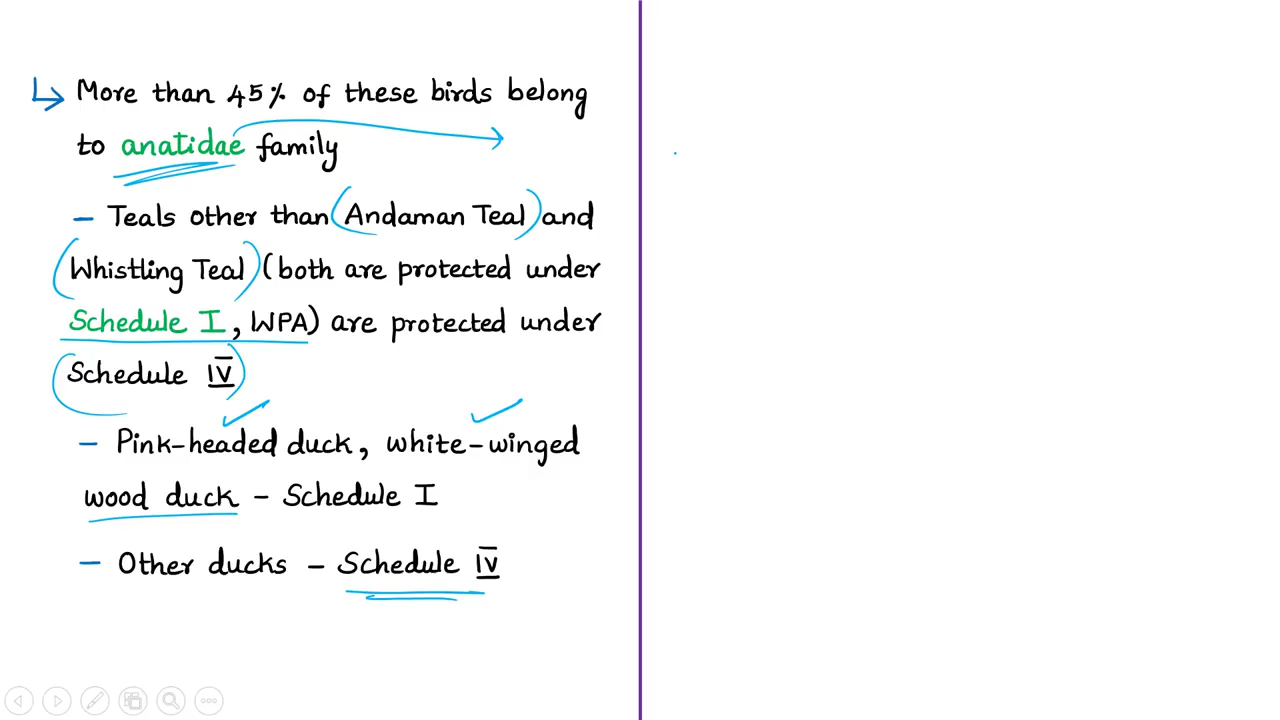 More than 45% of these birds belong
to anatidae family
– Teals other than (Andaman Teal) and
(Whistling Teal) (both are protected under
Schedule I, WPA) are protected under
(Schedule IV)
– Pink-headed duck, white-winged
wood duck – Schedule I
– Other ducks – Schedule IV